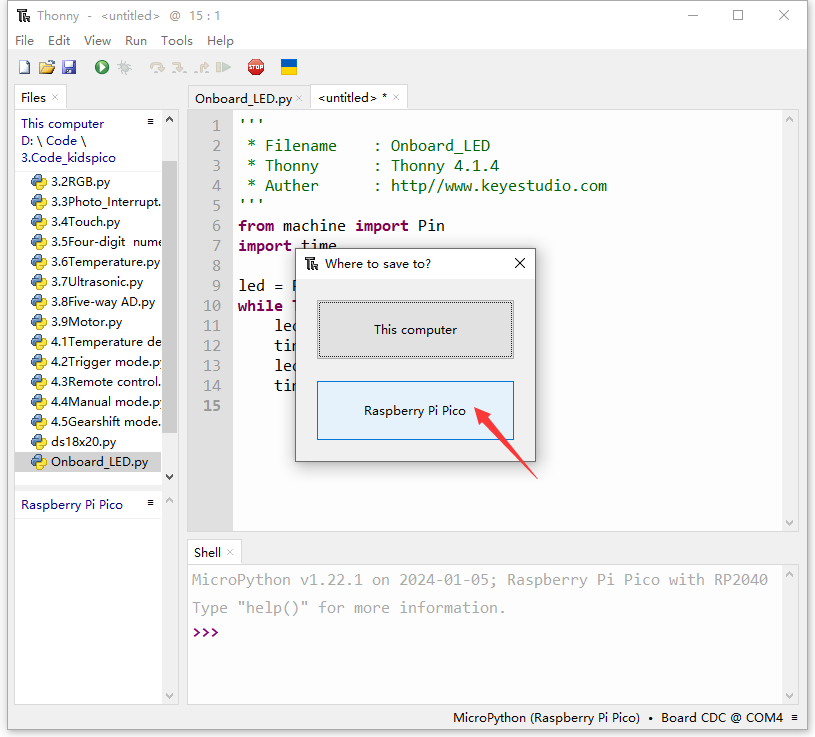 Thonny - <untitled> @ 15 : 1
File Edit View Run Tools Help
STOP
Files
This computer
D: \ Code \
3.Code_kidspico
3.2RGB.py
3.3Photo_Interrupt.
3.4Touch.py
3.5Four-digit nume
3.6Temperature.py
3.7Ultrasonic.py
3.8Five-way AD.py
3.9Motor.py
4.1Temperature de
4.2Trigger mode.py
4.3Remote control.
4.4Manual mode.py
4.5Gearshift mode.
ds18x20.py
Onboard_LED.py
Raspberry Pi Pico
Onboard_LED.py <untitled> *
1 '''
2 * Filename : Onboard_LED
3 * Thonny : Thonny 4.1.4
4 * Auther : http//www.keyestudio.com
5 '''
6 from machine import Pin
7 import time
8
9 led =
10 while
11 led
12 tim
13 led
14 tim
15
Where to save to?
This computer
Raspberry Pi Pico
Shell
MicroPython v1.22.1 on 2024-01-05; Raspberry Pi Pico with RP2040
Type "help()" for more information.
>>>
MicroPython (Raspberry Pi Pico) • Board CDC @ COM4 ≡